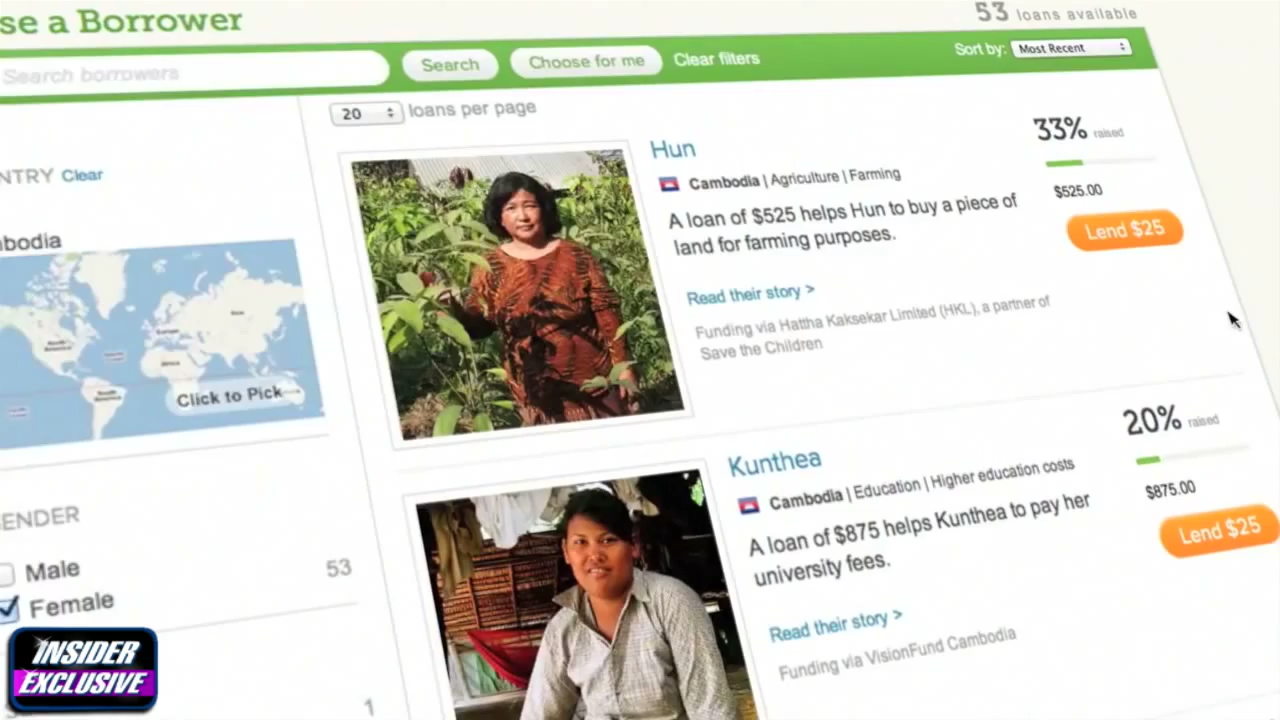 se a Borrower
53 loans available
Search borrowers
Search
Choose for me
Clear filters
Sort by: Most Recent
20 loans per page
NTRY Clear
bodia
Click to Pick
Hun
Cambodia | Agriculture | Farming
A loan of $525 helps Hun to buy a piece of
land for farming purposes.
Read their story >
Funding via Hattha Kaksekar Limited (HKL), a partner of
Save the Children
33% raised
$525.00
Lend $25
Kunthea
Cambodia | Education | Higher education costs
A loan of $875 helps Kunthea to pay her
university fees.
Read their story >
Funding via VisionFund Cambodia
20% raised
$875.00
Lend $25
ENDER
Male 53
Female
1
INSIDER
EXCLUSIVE